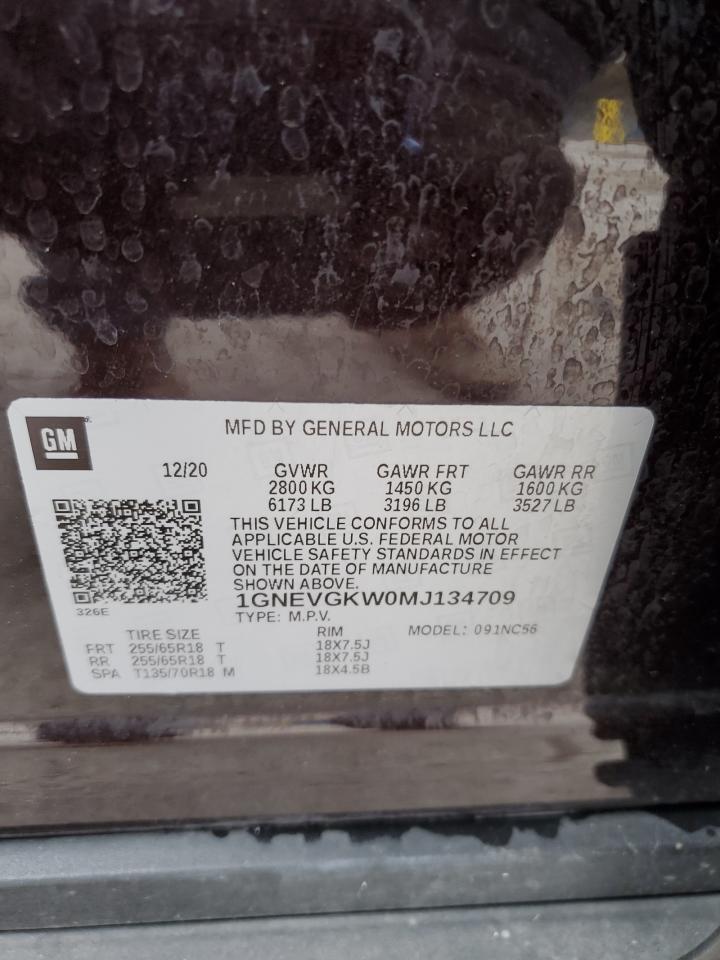 GM
MFD BY GENERAL MOTORS LLC
12/20 GVWR GAWR FRT GAWR RR
2800 KG 1450 KG 1600 KG
6173 LB 3196 LB 3527 LB
THIS VEHICLE CONFORMS TO ALL
APPLICABLE U.S. FEDERAL MOTOR
VEHICLE SAFETY STANDARDS IN EFFECT
ON THE DATE OF MANUFACTURE
SHOWN ABOVE.
326E
1GNEVGKW0MJ134709
TYPE: M.P.V.
TIRE SIZE RIM MODEL: 091NC56
FRT 255/65R18 T 18X7.5J
RR 255/65R18 T 18X7.5J
SPA T135/70R18 M 18X4.5B